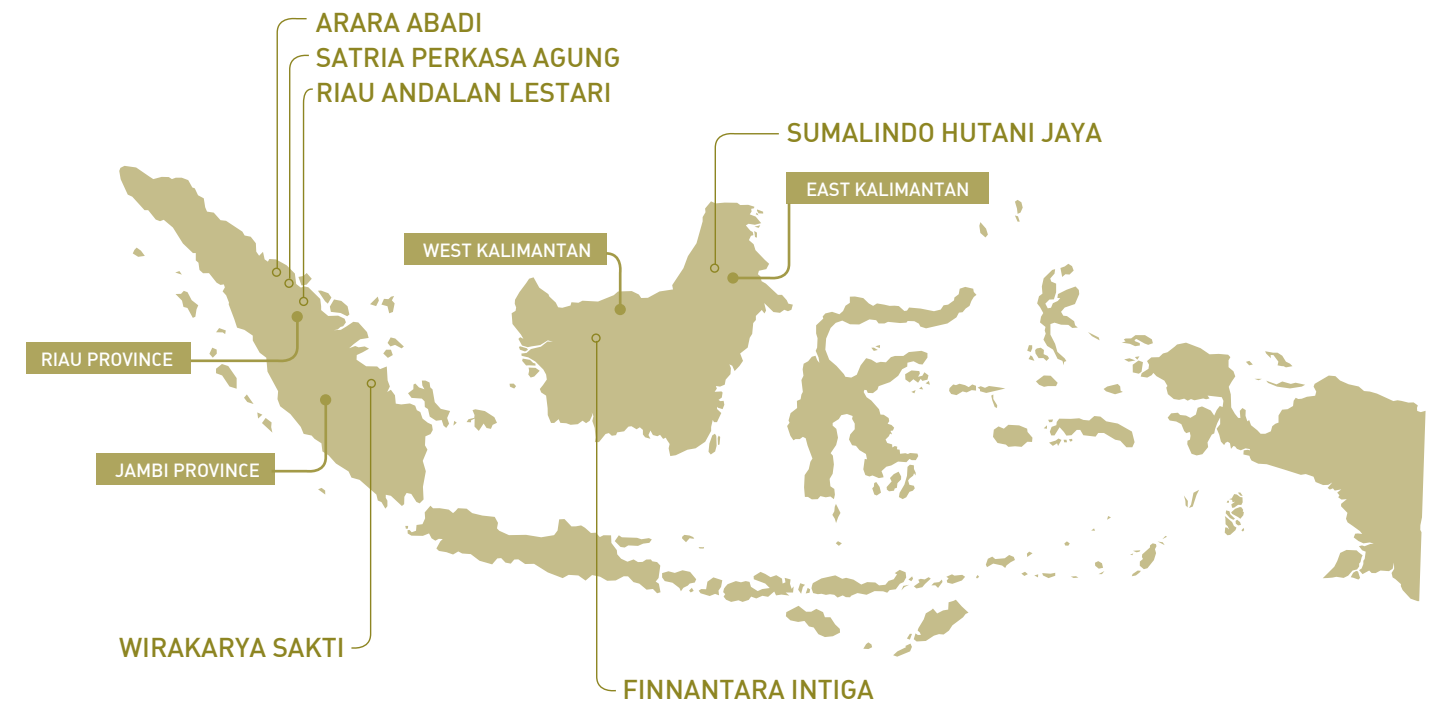 ARARA ABADI
SATRIA PERKASA AGUNG
RIAU ANDALAN LESTARI
SUMALINDO HUTANI JAYA
EAST KALIMANTAN
WEST KALIMANTAN
RIAU PROVINCE
JAMBI PROVINCE
WIRAKARYA SAKTI
FINNANTARA INTIGA